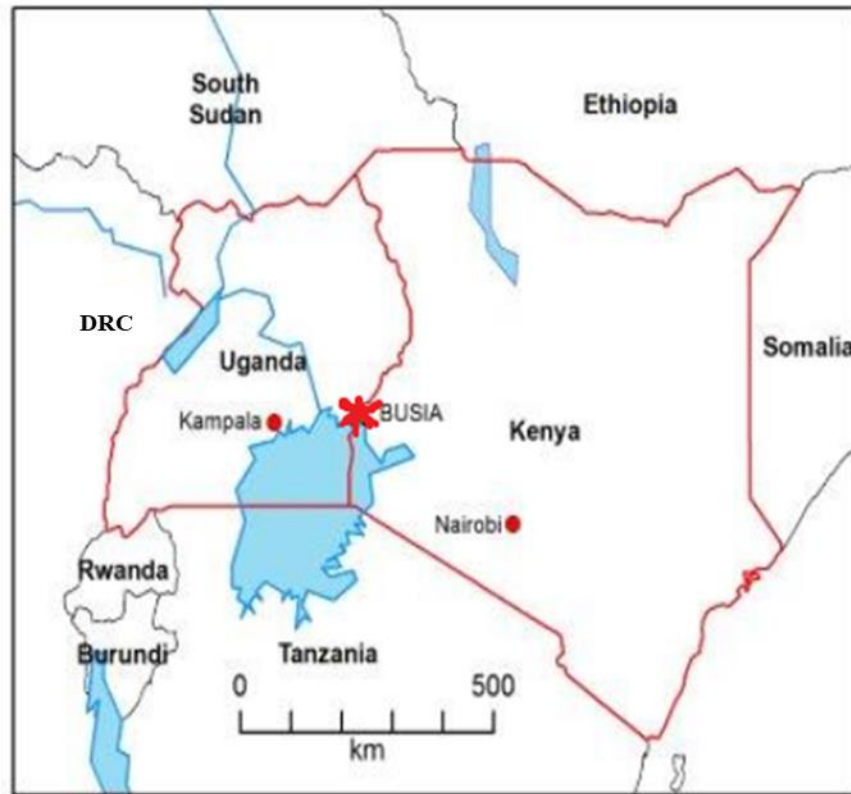 South
Sudan
Ethiopia
DRC
Uganda
Somalia
Kampala
BUSIA
Kenya
Nairobi
Rwanda
Burundi
Tanzania
0 500
km